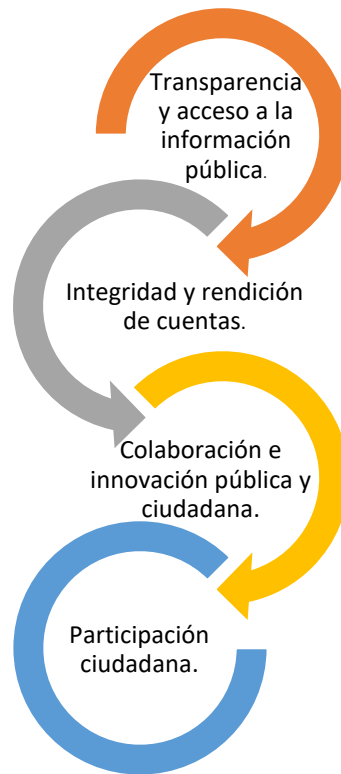 Transparencia
y acceso a la
información
pública.
Integridad y rendición
de cuentas.
Colaboración e
innovación pública y
ciudadana.
Participación
ciudadana.